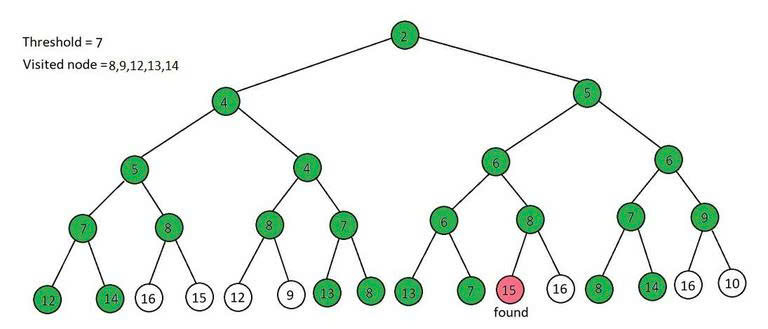 Threshold = 7
Visited node =8,9,12,13,14
2
4 5
5 4 6 6
7 8 8 7 6 8 7 9
12 14 16 15 12 9 13 8 13 7 15 16 8 14 16 10
found